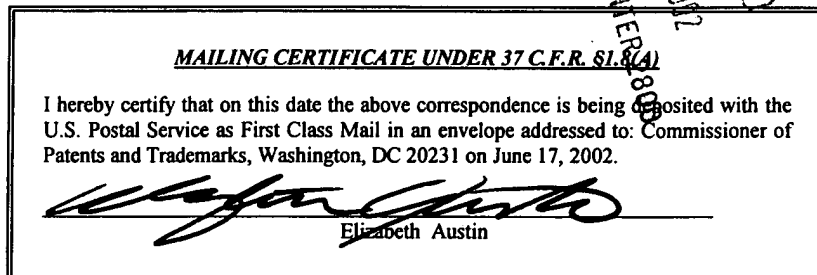 MAILING CERTIFICATE UNDER 37 C.F.R. §1.8(A)
I hereby certify that on this date the above correspondence is being deposited with the
U.S. Postal Service as First Class Mail in an envelope addressed to: Commissioner of
Patents and Trademarks, Washington, DC 20231 on June 17, 2002.
Elizabeth Austin